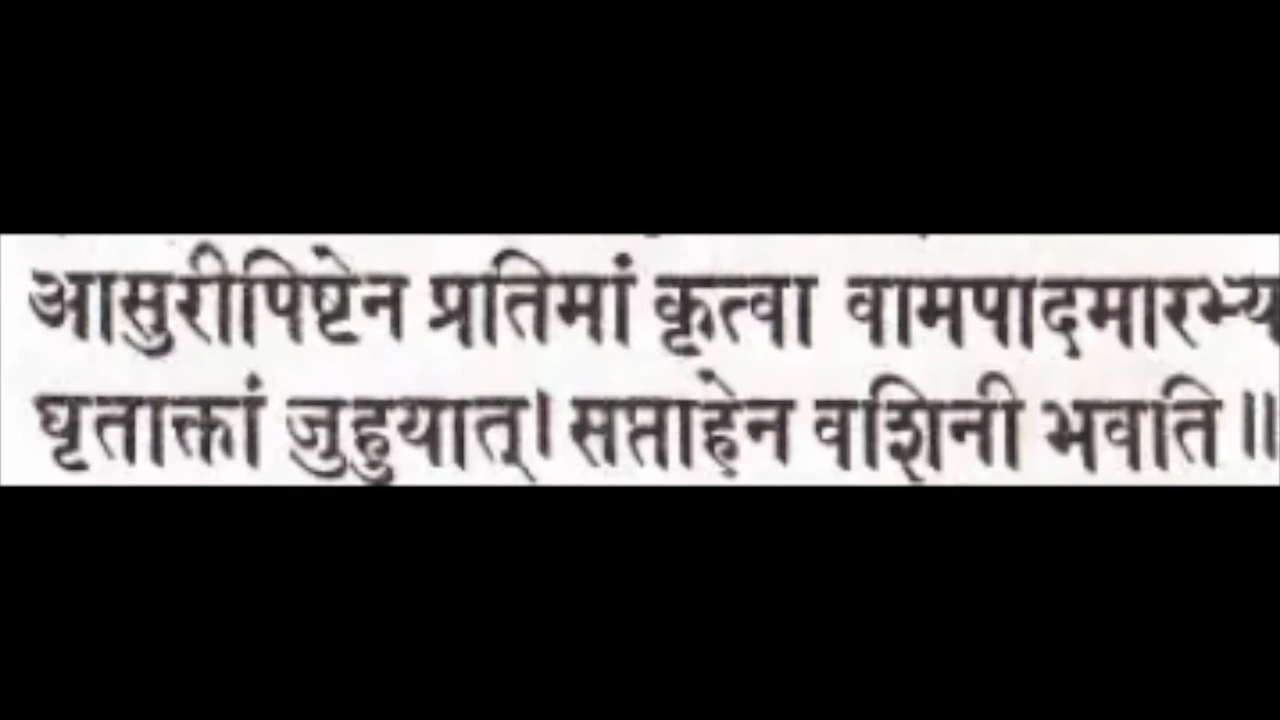 आसुरीपिष्टेन प्रतिमां कृत्वा वामपादमारभ्य
घृताक्तां जुहुयात्। सप्ताहेन वशिनी भवति॥